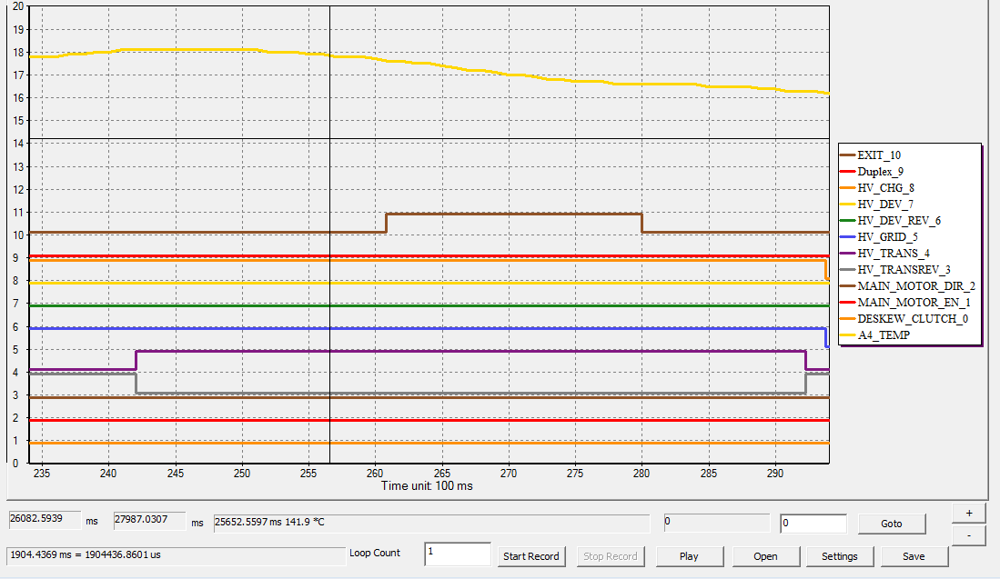 20
19
18
17
16
15
14
13
12
11
10
9
8
7
6
5
4
3
2
1
0
235 240 245 250 255 260 265 270 275 280 285 290
Time unit: 100 ms
EXIT_10
Duplex_9
HV_CHG_8
HV_DEV_7
HV_DEV_REV_6
HV_GRID_5
HV_TRANS_4
HV_TRANSREV_3
MAIN_MOTOR_DIR_2
MAIN_MOTOR_EN_1
DESKEW_CLUTCH_0
A4_TEMP
26082.5939 ms 27987.0307 ms 25652.5597 ms 141.9 °C 0 0 Goto + -
1904.4369 ms = 1904436.8601 us Loop Count 1 Start Record Stop Record Play Open Settings Save